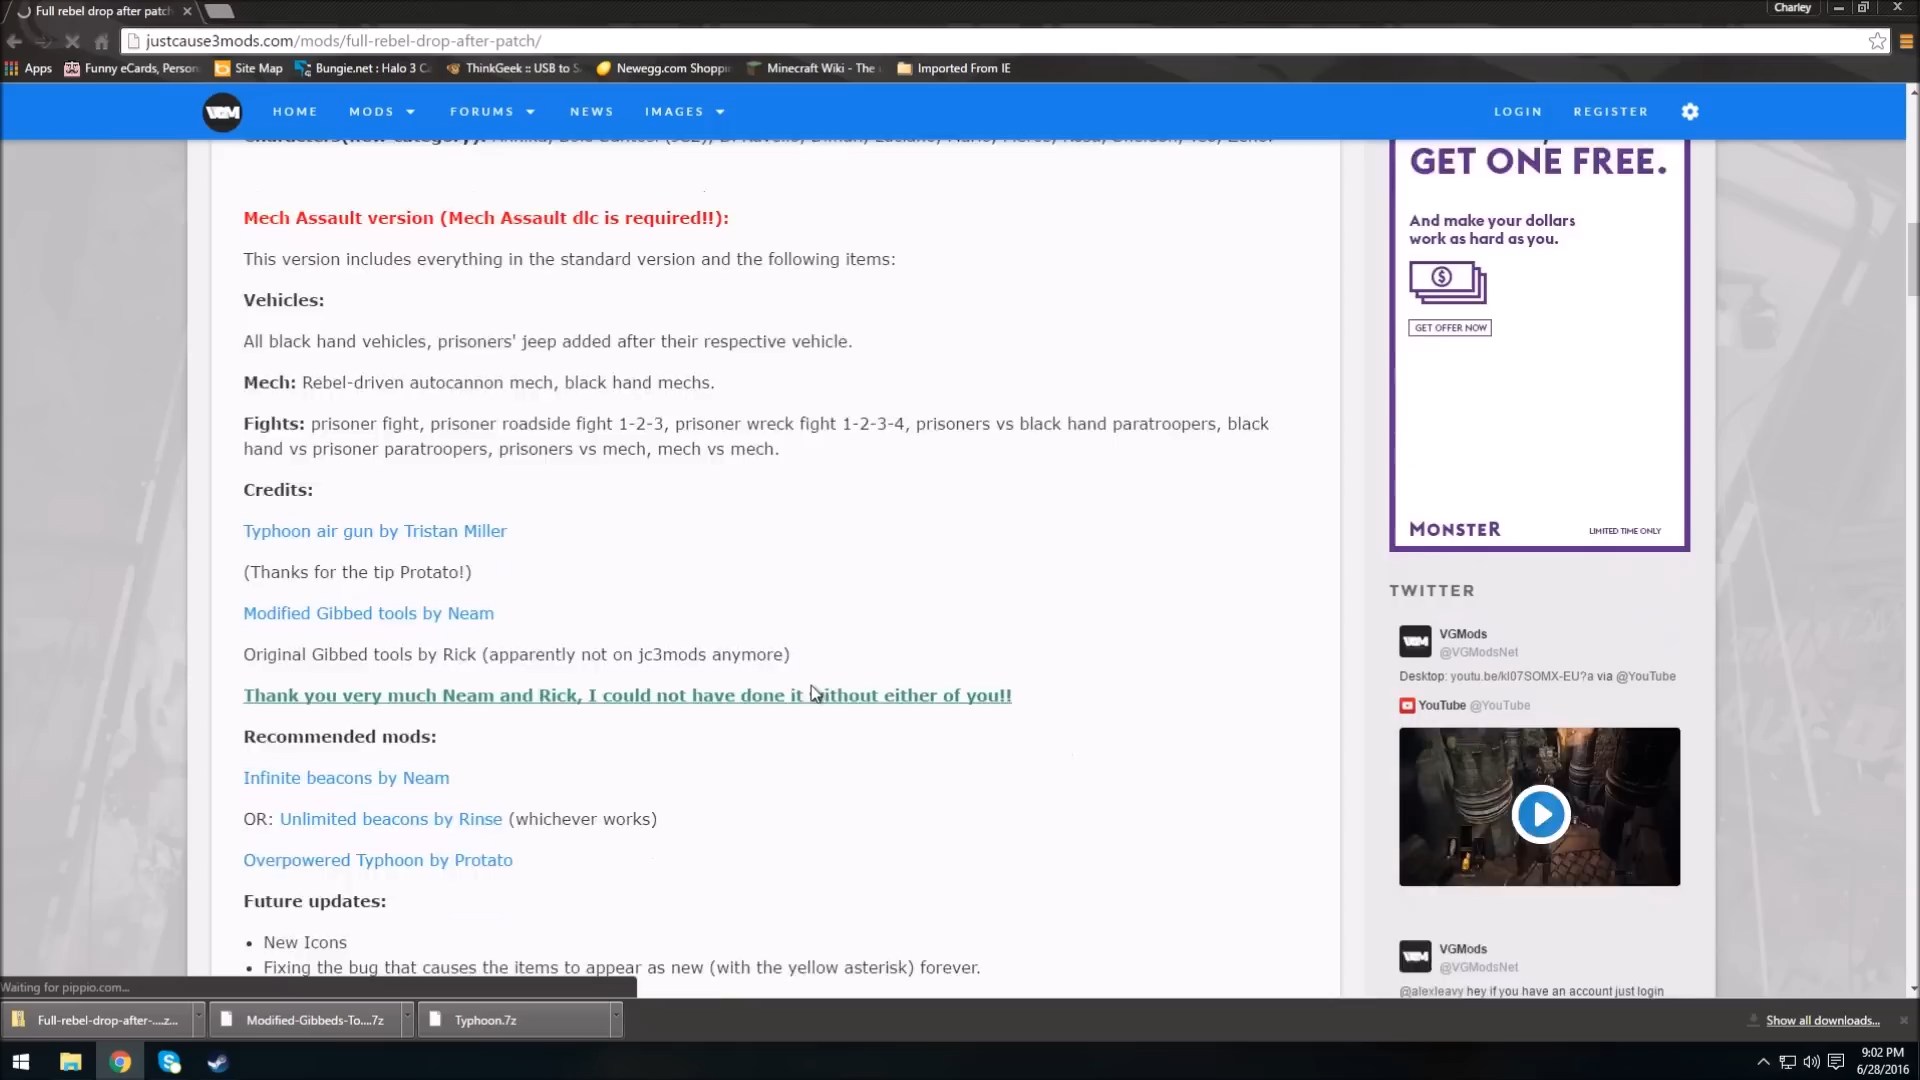 Full rebel drop after patch
Charley
justcause3mods.com/mods/full-rebel-drop-after-patch/
Apps
Funny eCards, Person
Site Map
Bungie.net : Halo 3 C
ThinkGeek :: USB to S
Newegg.com Shoppi
Minecraft Wiki - The
Imported From IE
VGM
HOME
MODS
FORUMS
NEWS
IMAGES
LOGIN
REGISTER
Mech Assault version (Mech Assault dlc is required!!):
This version includes everything in the standard version and the following items:
Vehicles:
All black hand vehicles, prisoners' jeep added after their respective vehicle.
Mech: Rebel-driven autocannon mech, black hand mechs.
Fights: prisoner fight, prisoner roadside fight 1-2-3, prisoner wreck fight 1-2-3-4, prisoners vs black hand paratroopers, black
hand vs prisoner paratroopers, prisoners vs mech, mech vs mech.
Credits:
Typhoon air gun by Tristan Miller
(Thanks for the tip Protato!)
Modified Gibbed tools by Neam
Original Gibbed tools by Rick (apparently not on jc3mods anymore)
Thank you very much Neam and Rick, I could not have done it without either of you!!
Recommended mods:
Infinite beacons by Neam
OR: Unlimited beacons by Rinse (whichever works)
Overpowered Typhoon by Protato
Future updates:
• New Icons
• Fixing the bug that causes the items to appear as new (with the yellow asterisk) forever.
GET ONE FREE.
And make your dollars
work as hard as you.
$
GET OFFER NOW
MONSTER
LIMITED TIME ONLY
TWITTER
VGMods
@VGModsNet
Desktop: youtu.be/kl07SOMX-EU?a via @YouTube
YouTube @YouTube
VGMods
@VGModsNet
@alexleavy hey if you have an account just login
Waiting for pippio.com...
Full-rebel-drop-after-....z...
Modified-Gibbeds-To....7z
Typhoon.7z
Show all downloads...
9:02 PM
6/28/2016